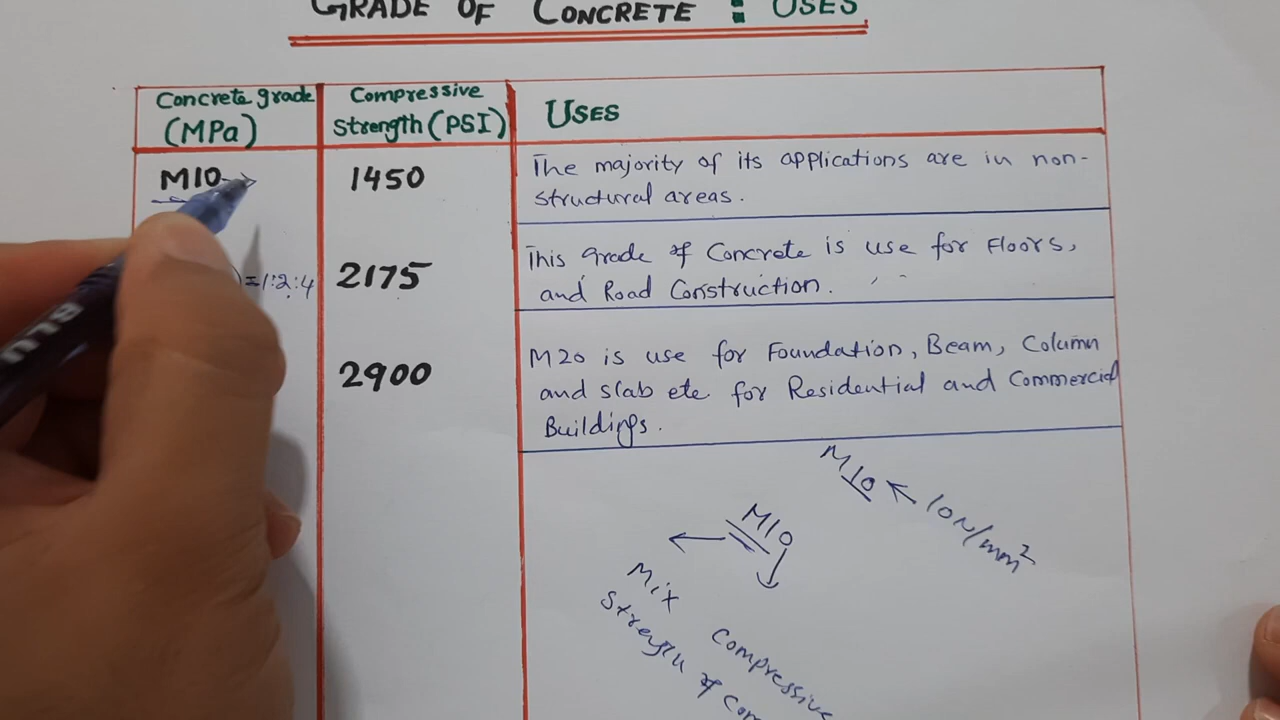 GRADE OF CONCRETE : USES
Concrete grade
(MPa)
Compressive
Strength (PSI)
USES
M10
1450
The majority of its applications are in non-
structural areas.
) = 1:2:4
2175
This grade of Concrete is use for Floors,
and Road Construction.
2900
M20 is use for Foundation, Beam, Column
and slab etc for Residential and Commercial
Buildings.
M10
10N/mm²
M10
Mix
Compressive
Strength of con
BLU